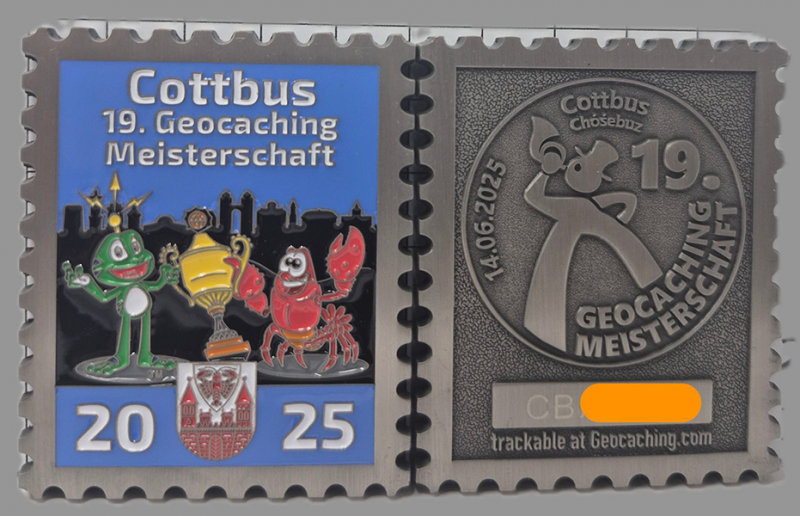 Cottbus
19. Geocaching
Meisterschaft
20 25
Cottbus
Chóśebuz
19.
14.06.2025
GEOCACHING
MEISTERSCHAFT
CB
trackable at Geocaching.com